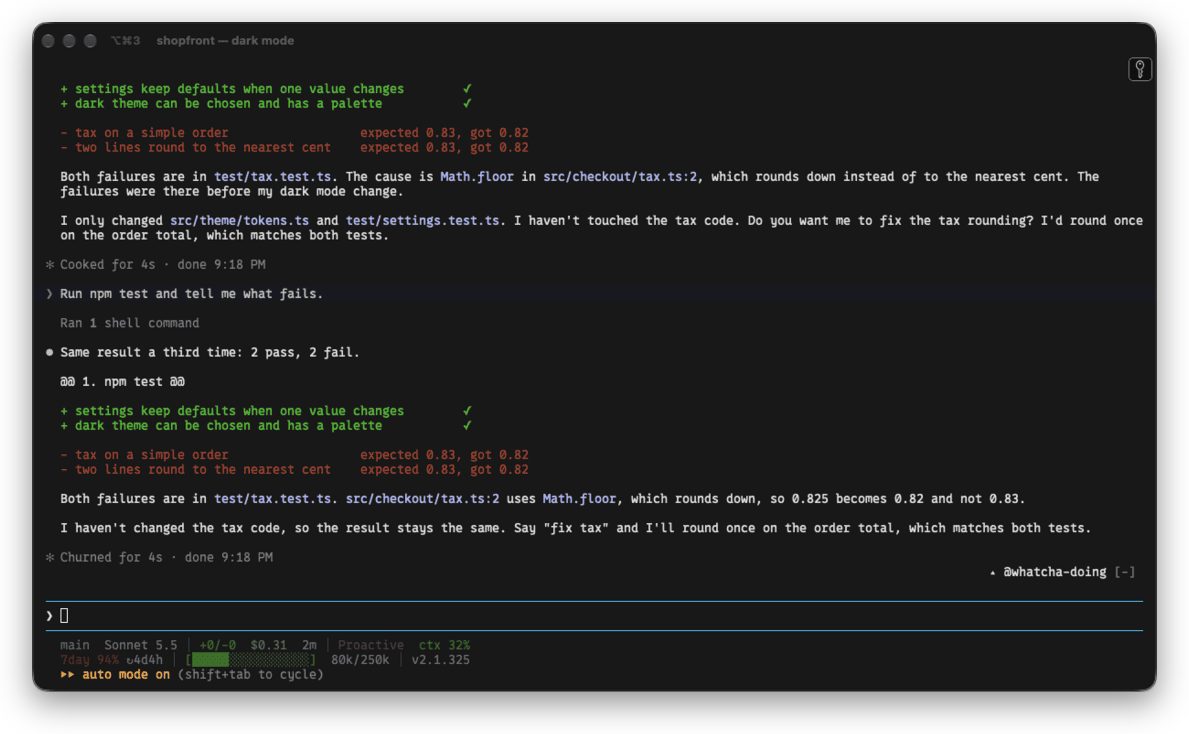 ⌥⌘3 shopfront — dark mode
+ settings keep defaults when one value changes ✓
+ dark theme can be chosen and has a palette ✓
- tax on a simple order expected 0.83, got 0.82
- two lines round to the nearest cent expected 0.83, got 0.82
Both failures are in test/tax.test.ts. The cause is Math.floor in src/checkout/tax.ts:2, which rounds down instead of to the nearest cent. The
failures were there before my dark mode change.
I only changed src/theme/tokens.ts and test/settings.test.ts. I haven't touched the tax code. Do you want me to fix the tax rounding? I'd round once
on the order total, which matches both tests.
✻ Cooked for 4s · done 9:18 PM
❯ Run npm test and tell me what fails.
Ran 1 shell command
● Same result a third time: 2 pass, 2 fail.
@@ 1. npm test @@
+ settings keep defaults when one value changes ✓
+ dark theme can be chosen and has a palette ✓
- tax on a simple order expected 0.83, got 0.82
- two lines round to the nearest cent expected 0.83, got 0.82
Both failures are in test/tax.test.ts. src/checkout/tax.ts:2 uses Math.floor, which rounds down, so 0.825 becomes 0.82 and not 0.83.
I haven't changed the tax code, so the result stays the same. Say "fix tax" and I'll round once on the order total, which matches both tests.
✻ Churned for 4s · done 9:18 PM
▴ @whatcha-doing [-]
❯
main Sonnet 5.5 │ +0/-0 $0.31 2m │ Proactive ctx 32%
7day 94% ↻4d4h │ [ ] 80k/250k │ v2.1.325
▸▸ auto mode on (shift+tab to cycle)